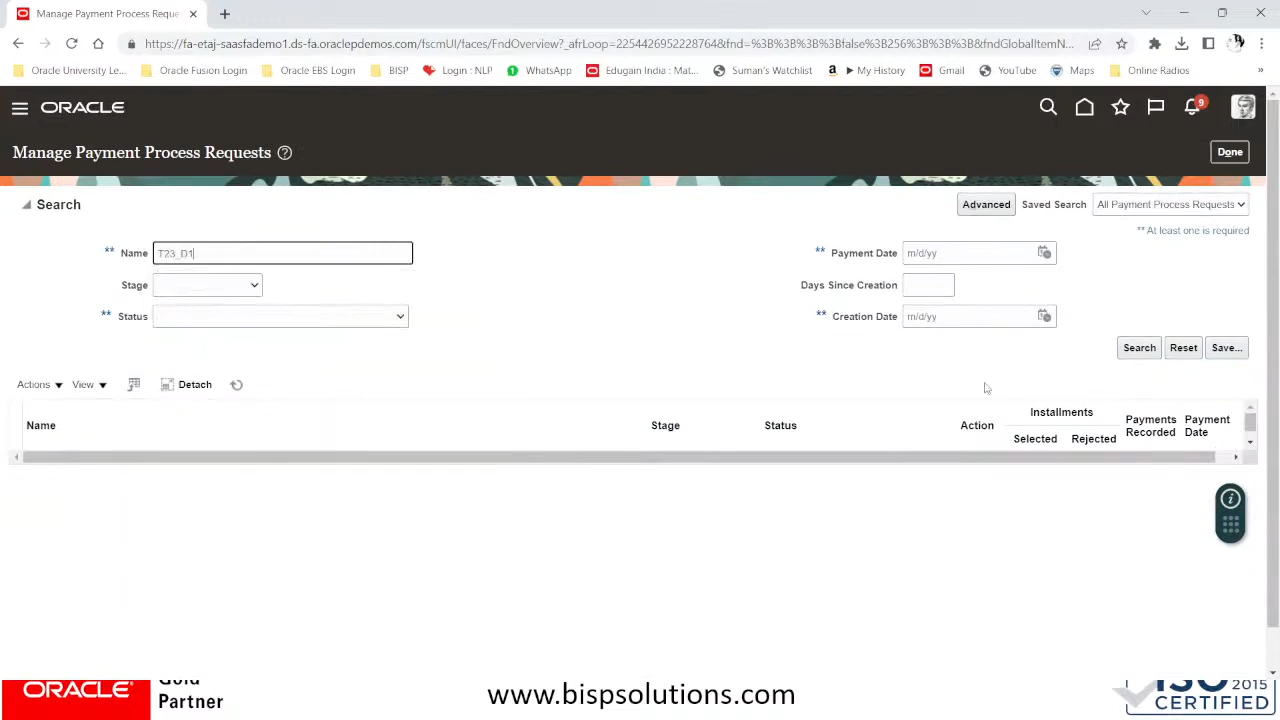 Manage Payment Process Reques
https://fa-etaj-saasfademo1.ds-fa.oraclepdemos.com/fscmUI/faces/FndOverview?_afrLoop=2254426952228764&fnd=%3B%3B%3B%3Bfalse%3B256%3B%3B%3B&fndGlobalItemN...
Oracle University Le... Oracle Fusion Login Oracle EBS Login BISP Login : NLP WhatsApp Edugain India : Mat... Suman's Watchlist ▶ My History Gmail YouTube Maps Online Radios »
ORACLE 9
Manage Payment Process Requests Done
Search Advanced Saved Search All Payment Process Requests
** At least one is required
** Name T23_D1 ** Payment Date m/d/yy
Stage Days Since Creation
** Status ** Creation Date m/d/yy
Search Reset Save...
Actions View Detach
Name Stage Status Action Installments Selected Rejected Payments Recorded Payment Date
ORACLE Gold Partner
www.bispsolutions.com
ISO 2015 CERTIFIED